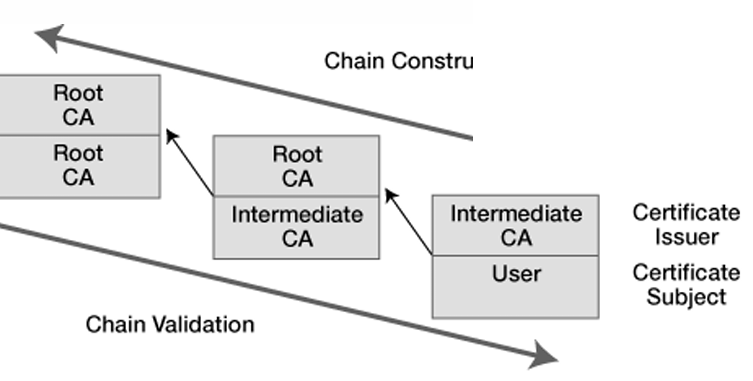 Chain Constru
Root
CA
Root
CA
Root
CA
Intermediate
CA
Intermediate
CA
User
Certificate
Issuer
Certificate
Subject
Chain Validation